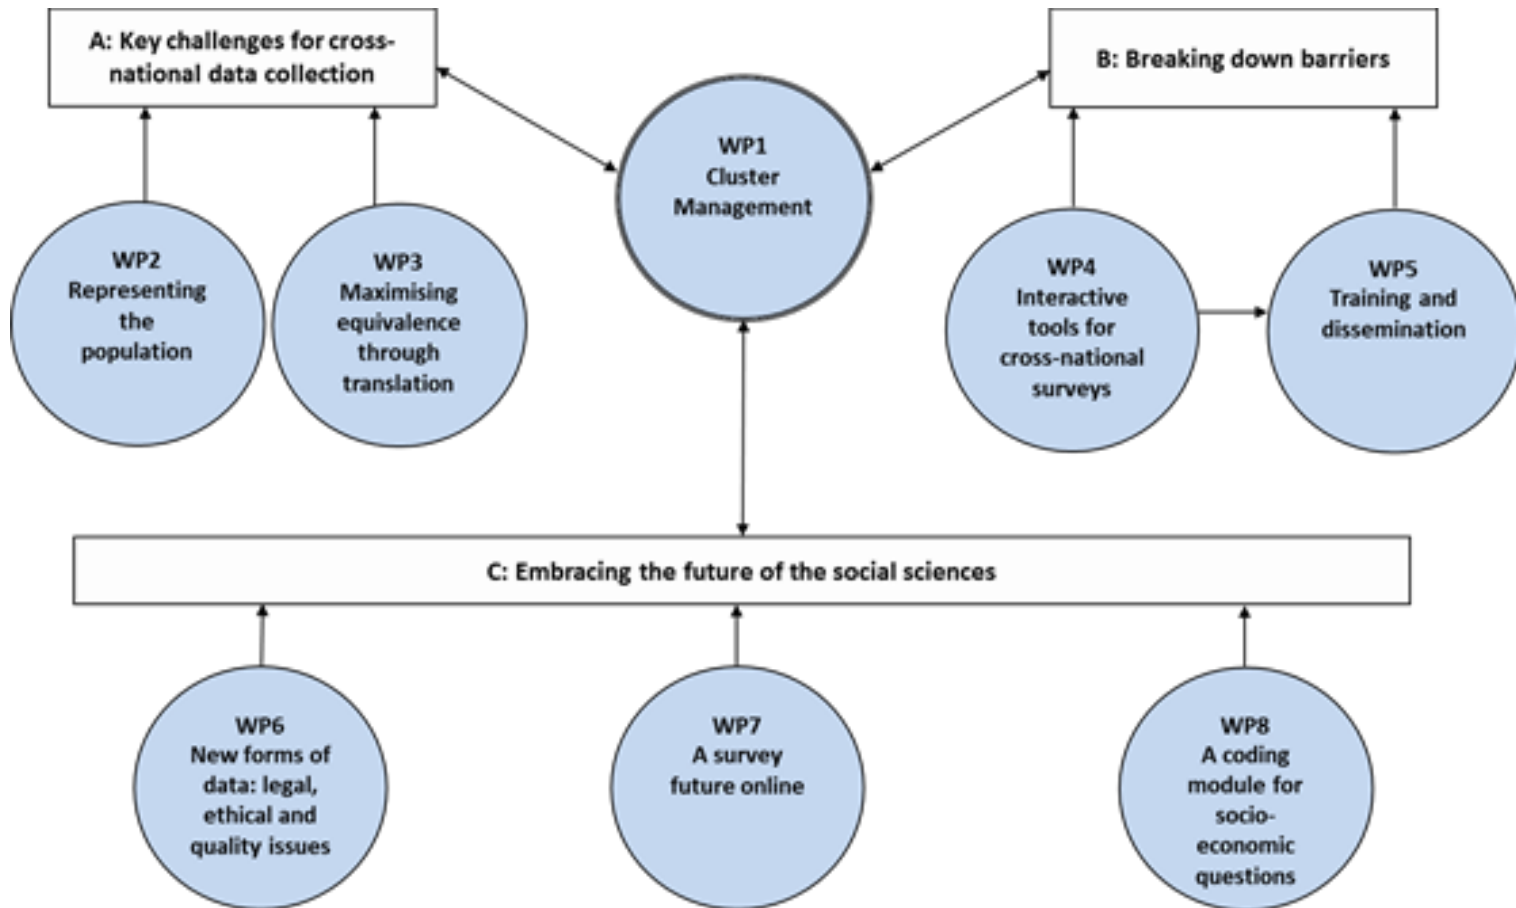 A: Key challenges for cross-
national data collection
B: Breaking down barriers
WP1
Cluster
Management
WP2
Representing
the
population
WP3
Maximising
equivalence
through
translation
WP4
Interactive
tools for
cross-national
surveys
WP5
Training and
dissemination
C: Embracing the future of the social sciences
WP6
New forms of
data: legal,
ethical and
quality issues
WP7
A survey
future online
WP8
A coding
module for
socio-
economic
questions